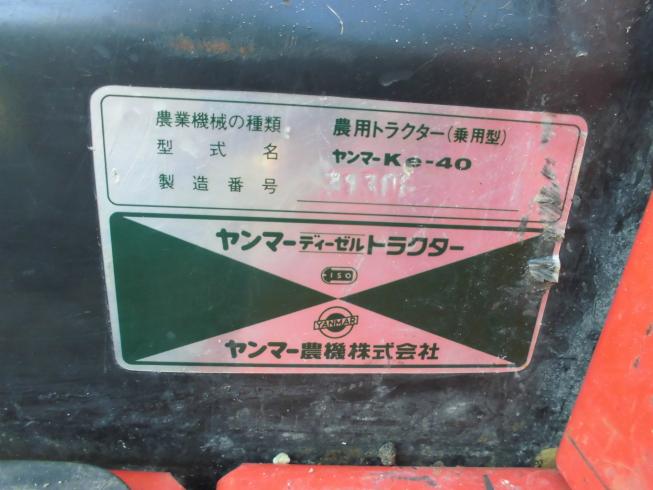 農業機械の種類 農用トラクター(乗用型)
型式名 ヤンマーKe-40
製造番号
ヤンマーディーゼルトラクター
ISO
YANMAR
ヤンマー農機株式会社